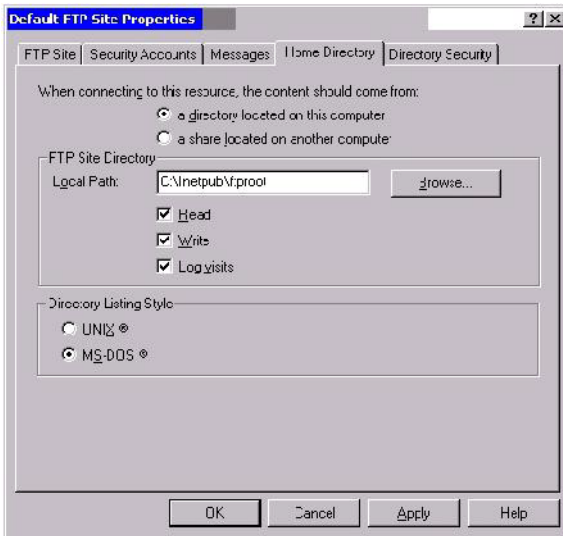 Default FTP Site Properties
FTP Site Security Accounts Messages Home Directory Directory Security
When connecting to this resource, the content should come from:
a directory located on this computer
a share located on another computer
FTP Site Directory
Local Path: C:\Inetpub\ftproot Browse...
Read
Write
Log visits
Directory Listing Style
UNIX ®
MS-DOS ®
OK Cancel Apply Help